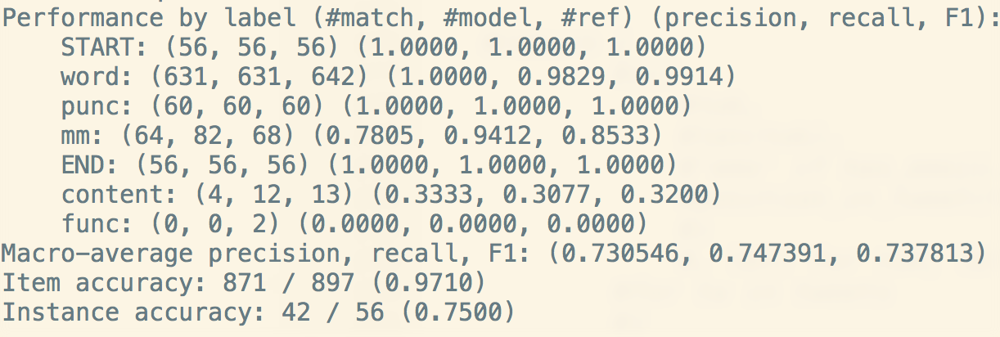 Performance by label (#match, #model, #ref) (precision, recall, F1):
START: (56, 56, 56) (1.0000, 1.0000, 1.0000)
word: (631, 631, 642) (1.0000, 0.9829, 0.9914)
punc: (60, 60, 60) (1.0000, 1.0000, 1.0000)
mm: (64, 82, 68) (0.7805, 0.9412, 0.8533)
END: (56, 56, 56) (1.0000, 1.0000, 1.0000)
content: (4, 12, 13) (0.3333, 0.3077, 0.3200)
func: (0, 0, 2) (0.0000, 0.0000, 0.0000)
Macro-average precision, recall, F1: (0.730546, 0.747391, 0.737813)
Item accuracy: 871 / 897 (0.9710)
Instance accuracy: 42 / 56 (0.7500)